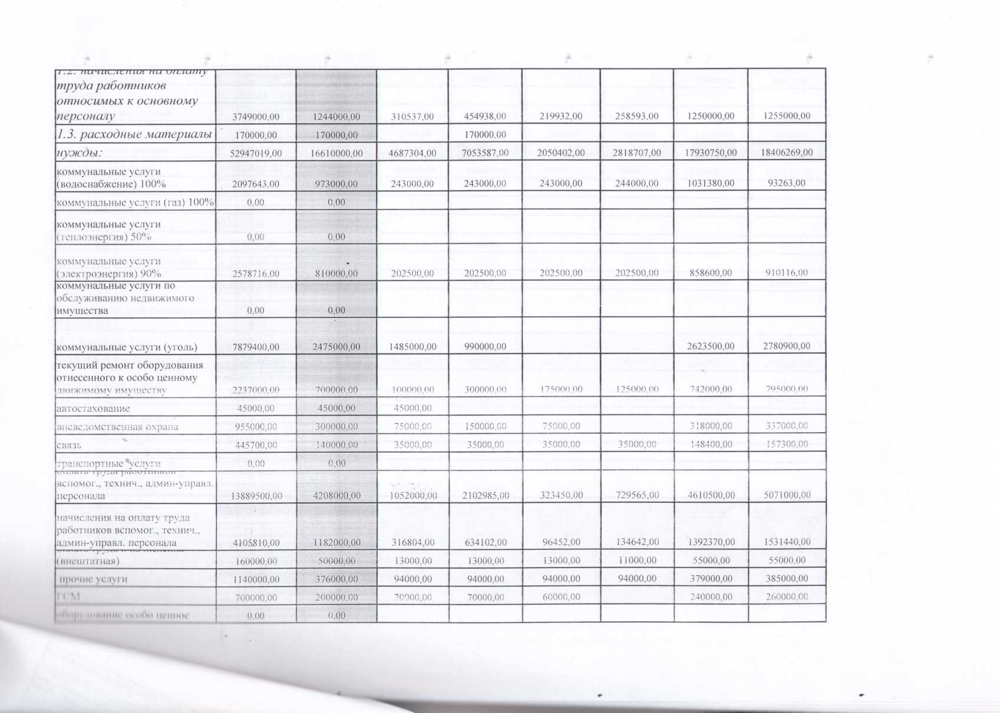 1.2. начисления на оплату
труда работников
относимых к основному
персоналу 3749000,00 1244000,00 310537,00 454938,00 219932,00 258593,00 1250000,00 1255000,00
1.3. расходные материалы 170000,00 170000,00 170000,00
нужды: 52947019,00 16610000,00 4687304,00 7053587,00 2050402,00 2818707,00 17930750,00 18406269,00
коммунальные услуги
(водоснабжение) 100% 2097643,00 973000,00 243000,00 243000,00 243000,00 244000,00 1031380,00 93263,00
коммунальные услуги (газ) 100% 0,00 0,00
коммунальные услуги
(теплоэнергия) 50% 0,00 0,00
коммунальные услуги
(электроэнергия) 90% 2578716,00 810000,00 202500,00 202500,00 202500,00 202500,00 858600,00 910116,00
коммунальные услуги по
обслуживанию недвижимого
имущества 0,00 0,00
коммунальные услуги (уголь) 7879400,00 2475000,00 1485000,00 990000,00 2623500,00 2780900,00
текущий ремонт оборудования
отнесенного к особо ценному
движимому имуществу 2237000,00 700000,00 100000,00 300000,00 175000,00 125000,00 742000,00 795000,00
автостахование 45000,00 45000,00 45000,00
вневедомственная охрана 955000,00 300000,00 75000,00 150000,00 75000,00 318000,00 337000,00
связь 445700,00 140000,00 35000,00 35000,00 35000,00 35000,00 148400,00 157300,00
транспортные услуги 0,00 0,00
оплата труда работников
вспомог., технич., админ-управл.
персонала 13889500,00 4208000,00 1052000,00 2102985,00 323450,00 729565,00 4610500,00 5071000,00
начисления на оплату труда
работников вспомог., технич.,
админ-управл. персонала 4105810,00 1182000,00 316804,00 634102,00 96452,00 134642,00 1392370,00 1531440,00
(внештатная) 160000,00 50000,00 13000,00 13000,00 13000,00 11000,00 55000,00 55000,00
прочие услуги 1140000,00 376000,00 94000,00 94000,00 94000,00 94000,00 379000,00 385000,00
ГСМ 700000,00 200000,00 70000,00 70000,00 60000,00 240000,00 260000,00
оборудование особо ценное 0,00 0,00